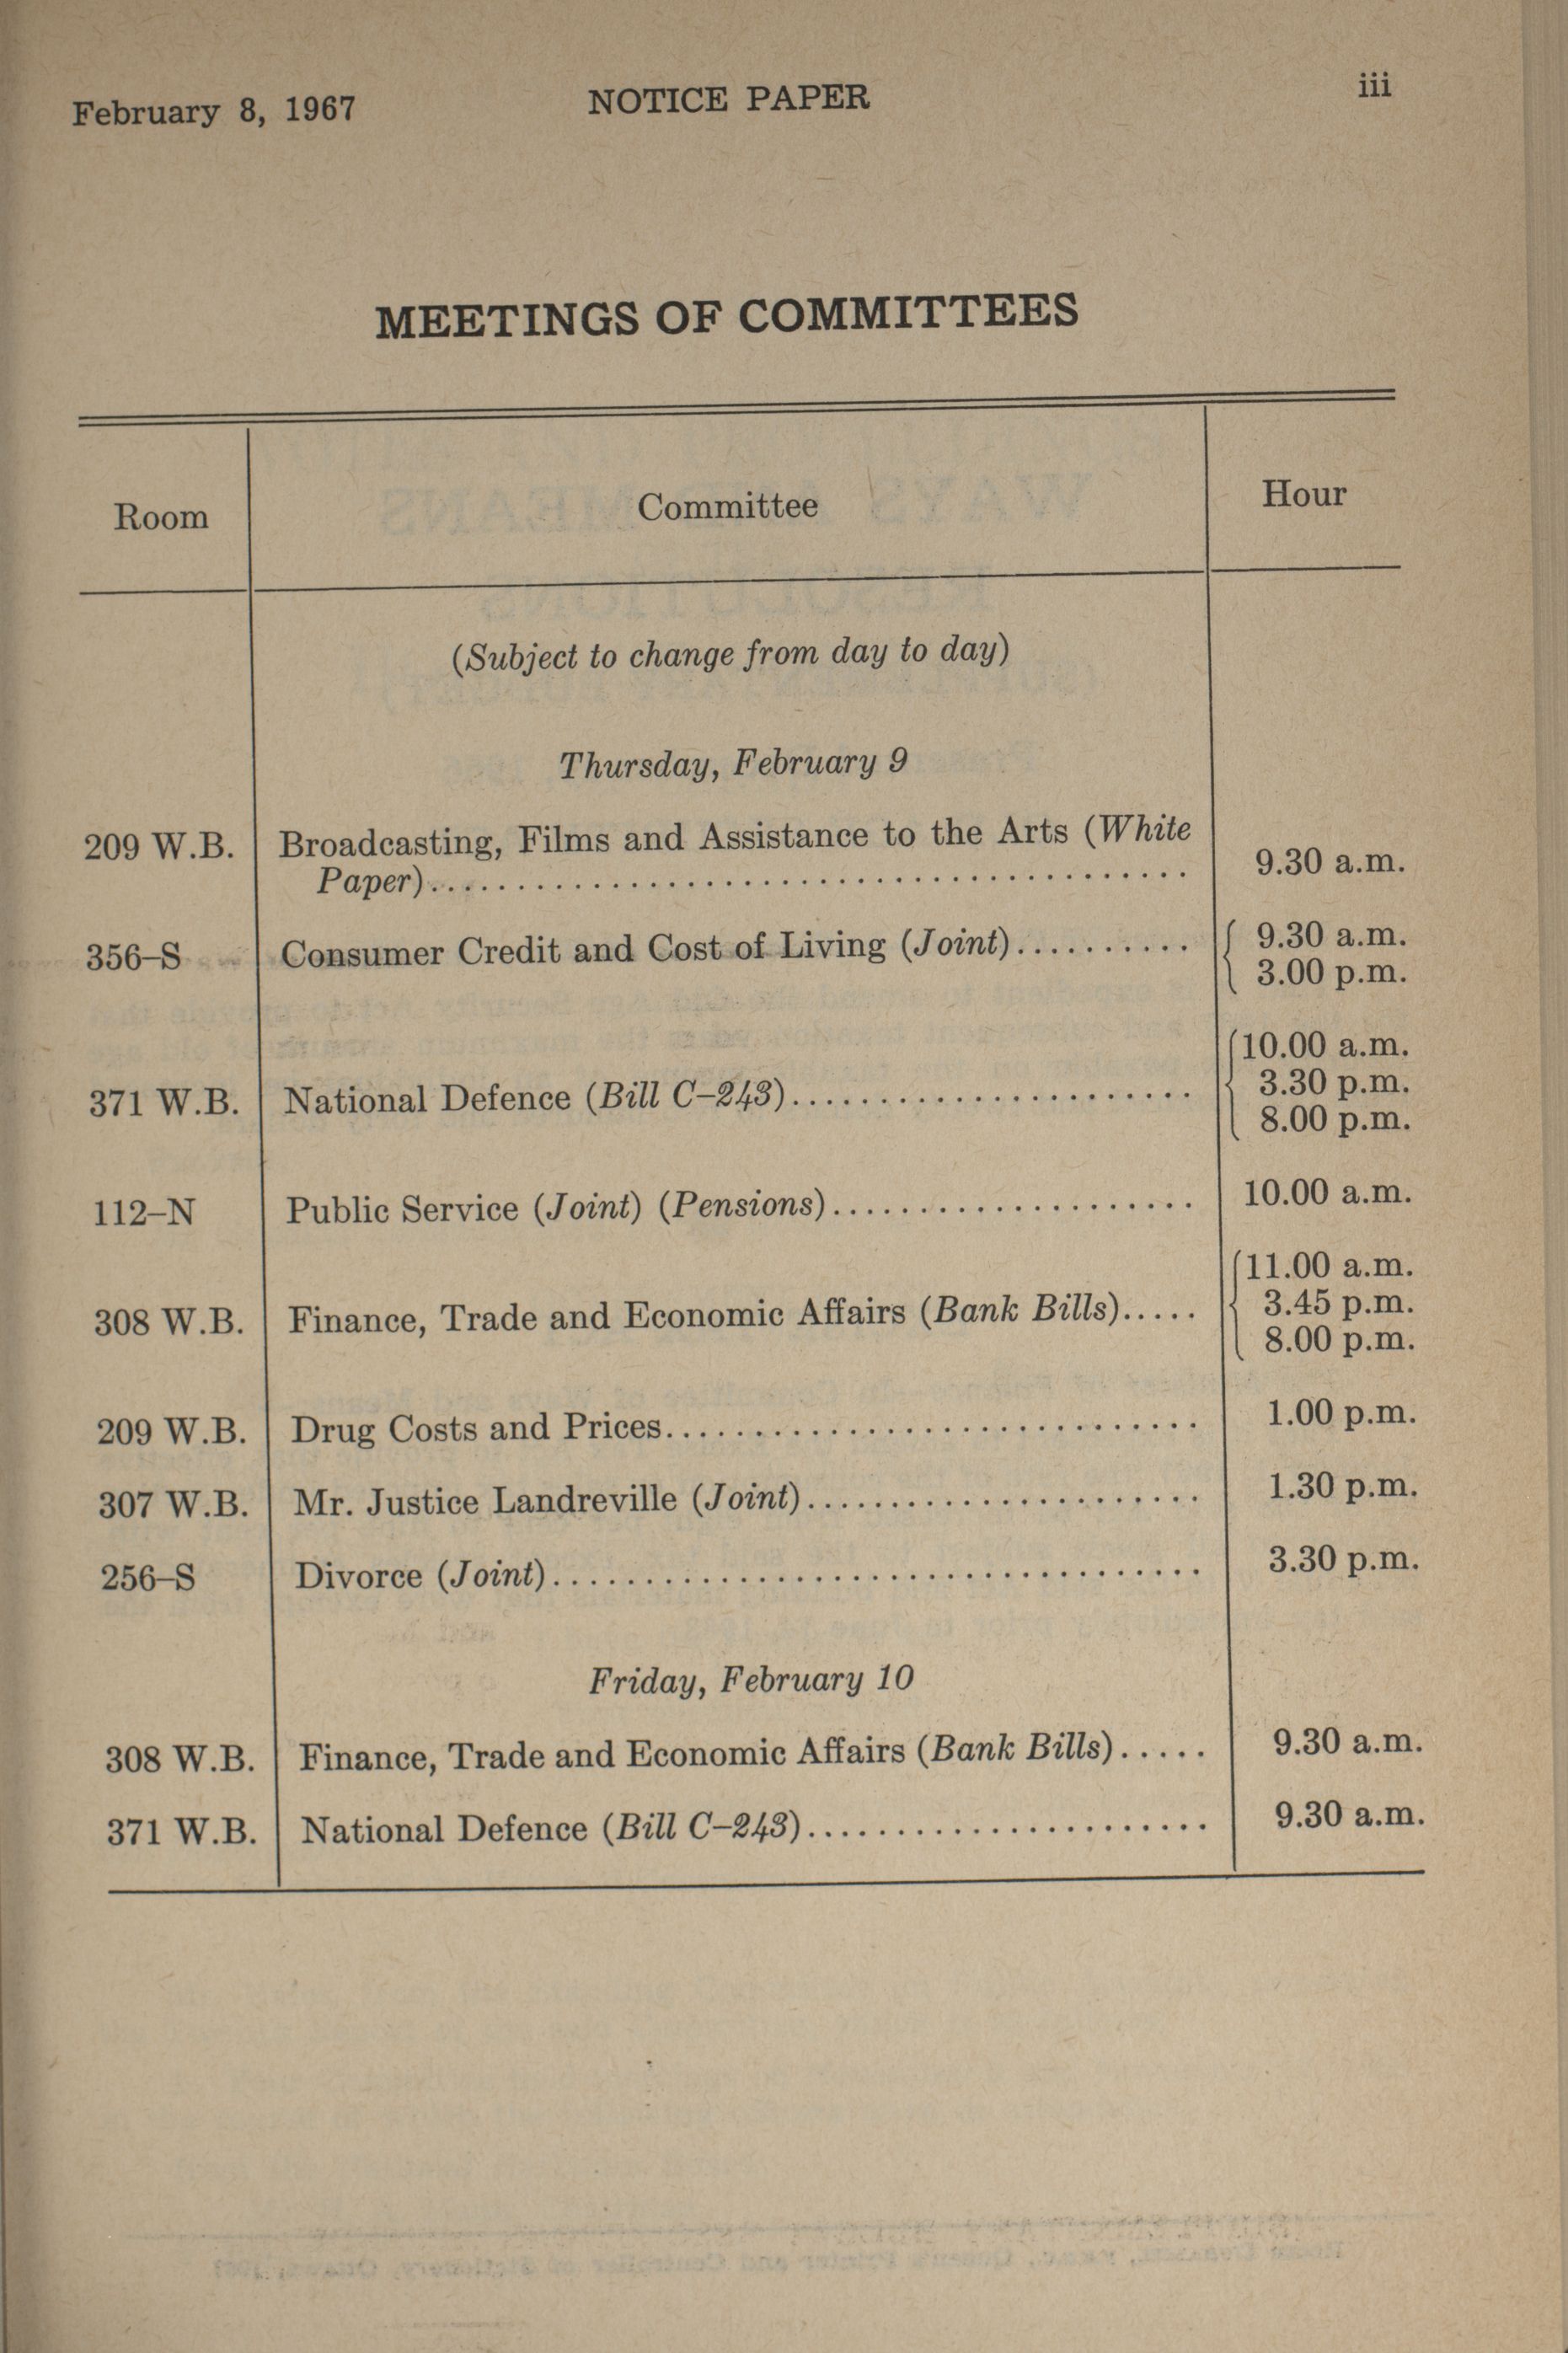 February 8, 1967 NOTICE PAPER iii
MEETINGS OF COMMITTEES
Room Committee Hour
(Subject to change from day to day)
Thursday, February 9
209 W.B. Broadcasting, Films and Assistance to the Arts (White
Paper)........................................ 9.30 a.m.
356–S Consumer Credit and Cost of Living (Joint).......... 9.30 a.m.
3.00 p.m.
10.00 a.m.
371 W.B. National Defence (Bill C–243)....................... 3.30 p.m.
8.00 p.m.
112–N Public Service (Joint) (Pensions)..................... 10.00 a.m.
11.00 a.m.
308 W.B. Finance, Trade and Economic Affairs (Bank Bills)..... 3.45 p.m.
8.00 p.m.
209 W.B. Drug Costs and Prices.............................. 1.00 p.m.
307 W.B. Mr. Justice Landreville (Joint)...................... 1.30 p.m.
256–S Divorce (Joint)..................................... 3.30 p.m.
Friday, February 10
308 W.B. Finance, Trade and Economic Affairs (Bank Bills)..... 9.30 a.m.
371 W.B. National Defence (Bill C–243)....................... 9.30 a.m.